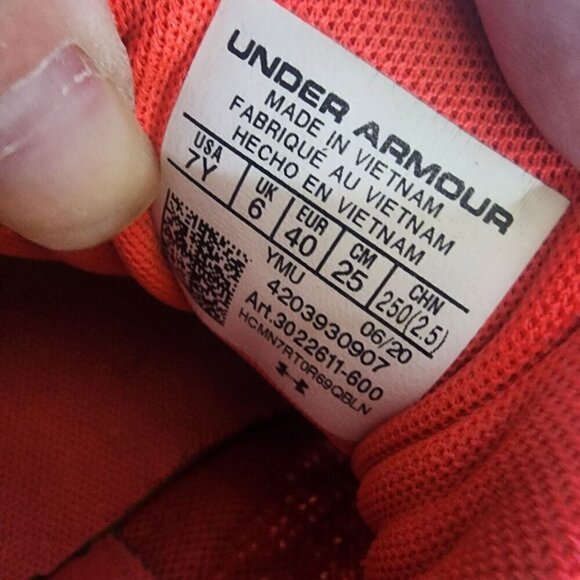 UNDER ARMOUR
MADE IN VIETNAM
FABRIQUÉ AU VIETNAM
HECHO EN VIETNAM
USA UK EUR CM CHN
7Y 6 40 25 250(2.5)
YMU 06/20
4203930907
Art.3022611-600
HCMN7RT0R69QBLN